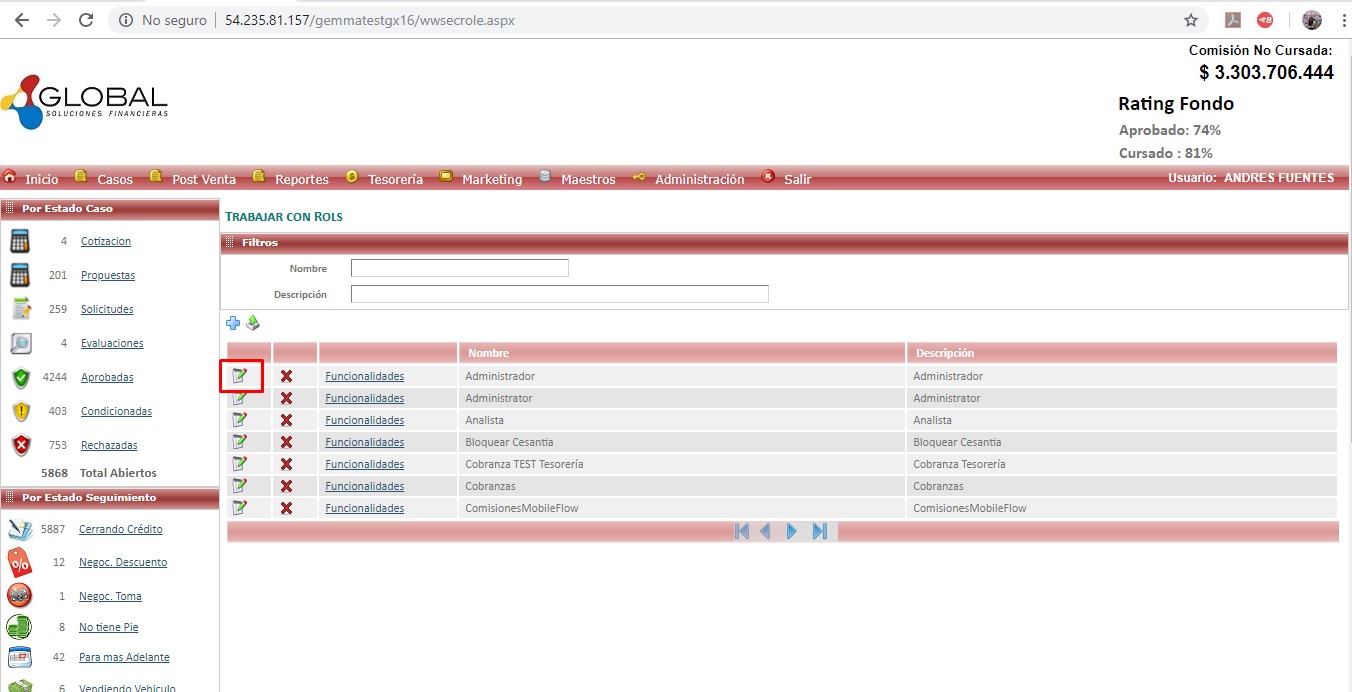 No seguro | 54.235.81.157/gemmatestgx16/wwsecrole.aspx
Comisión No Cursada:
$ 3.303.706.444
GLOBAL
SOLUCIONES FINANCIERAS
Rating Fondo
Aprobado: 74%
Cursado : 81%
Inicio Casos Post Venta Reportes Tesorería Marketing Maestros Administración Salir Usuario: ANDRES FUENTES
Por Estado Caso
4 Cotizacion
201 Propuestas
259 Solicitudes
4 Evaluaciones
4244 Aprobadas
403 Condicionadas
753 Rechazadas
5868 Total Abiertos
Por Estado Seguimiento
5887 Cerrando Crédito
12 Negoc. Descuento
1 Negoc. Toma
8 No tiene Pie
42 Para mas Adelante
6 Vendiendo Vehiculo
TRABAJAR CON ROLS
Filtros
Nombre
Descripción
Nombre Descripción
Funcionalidades Administrador Administrador
Funcionalidades Administrator Administrator
Funcionalidades Analista Analista
Funcionalidades Bloquear Cesantia Bloquear Cesantia
Funcionalidades Cobranza TEST Tesorería Cobranza Tesorería
Funcionalidades Cobranzas Cobranzas
Funcionalidades ComisionesMobileFlow ComisionesMobileFlow